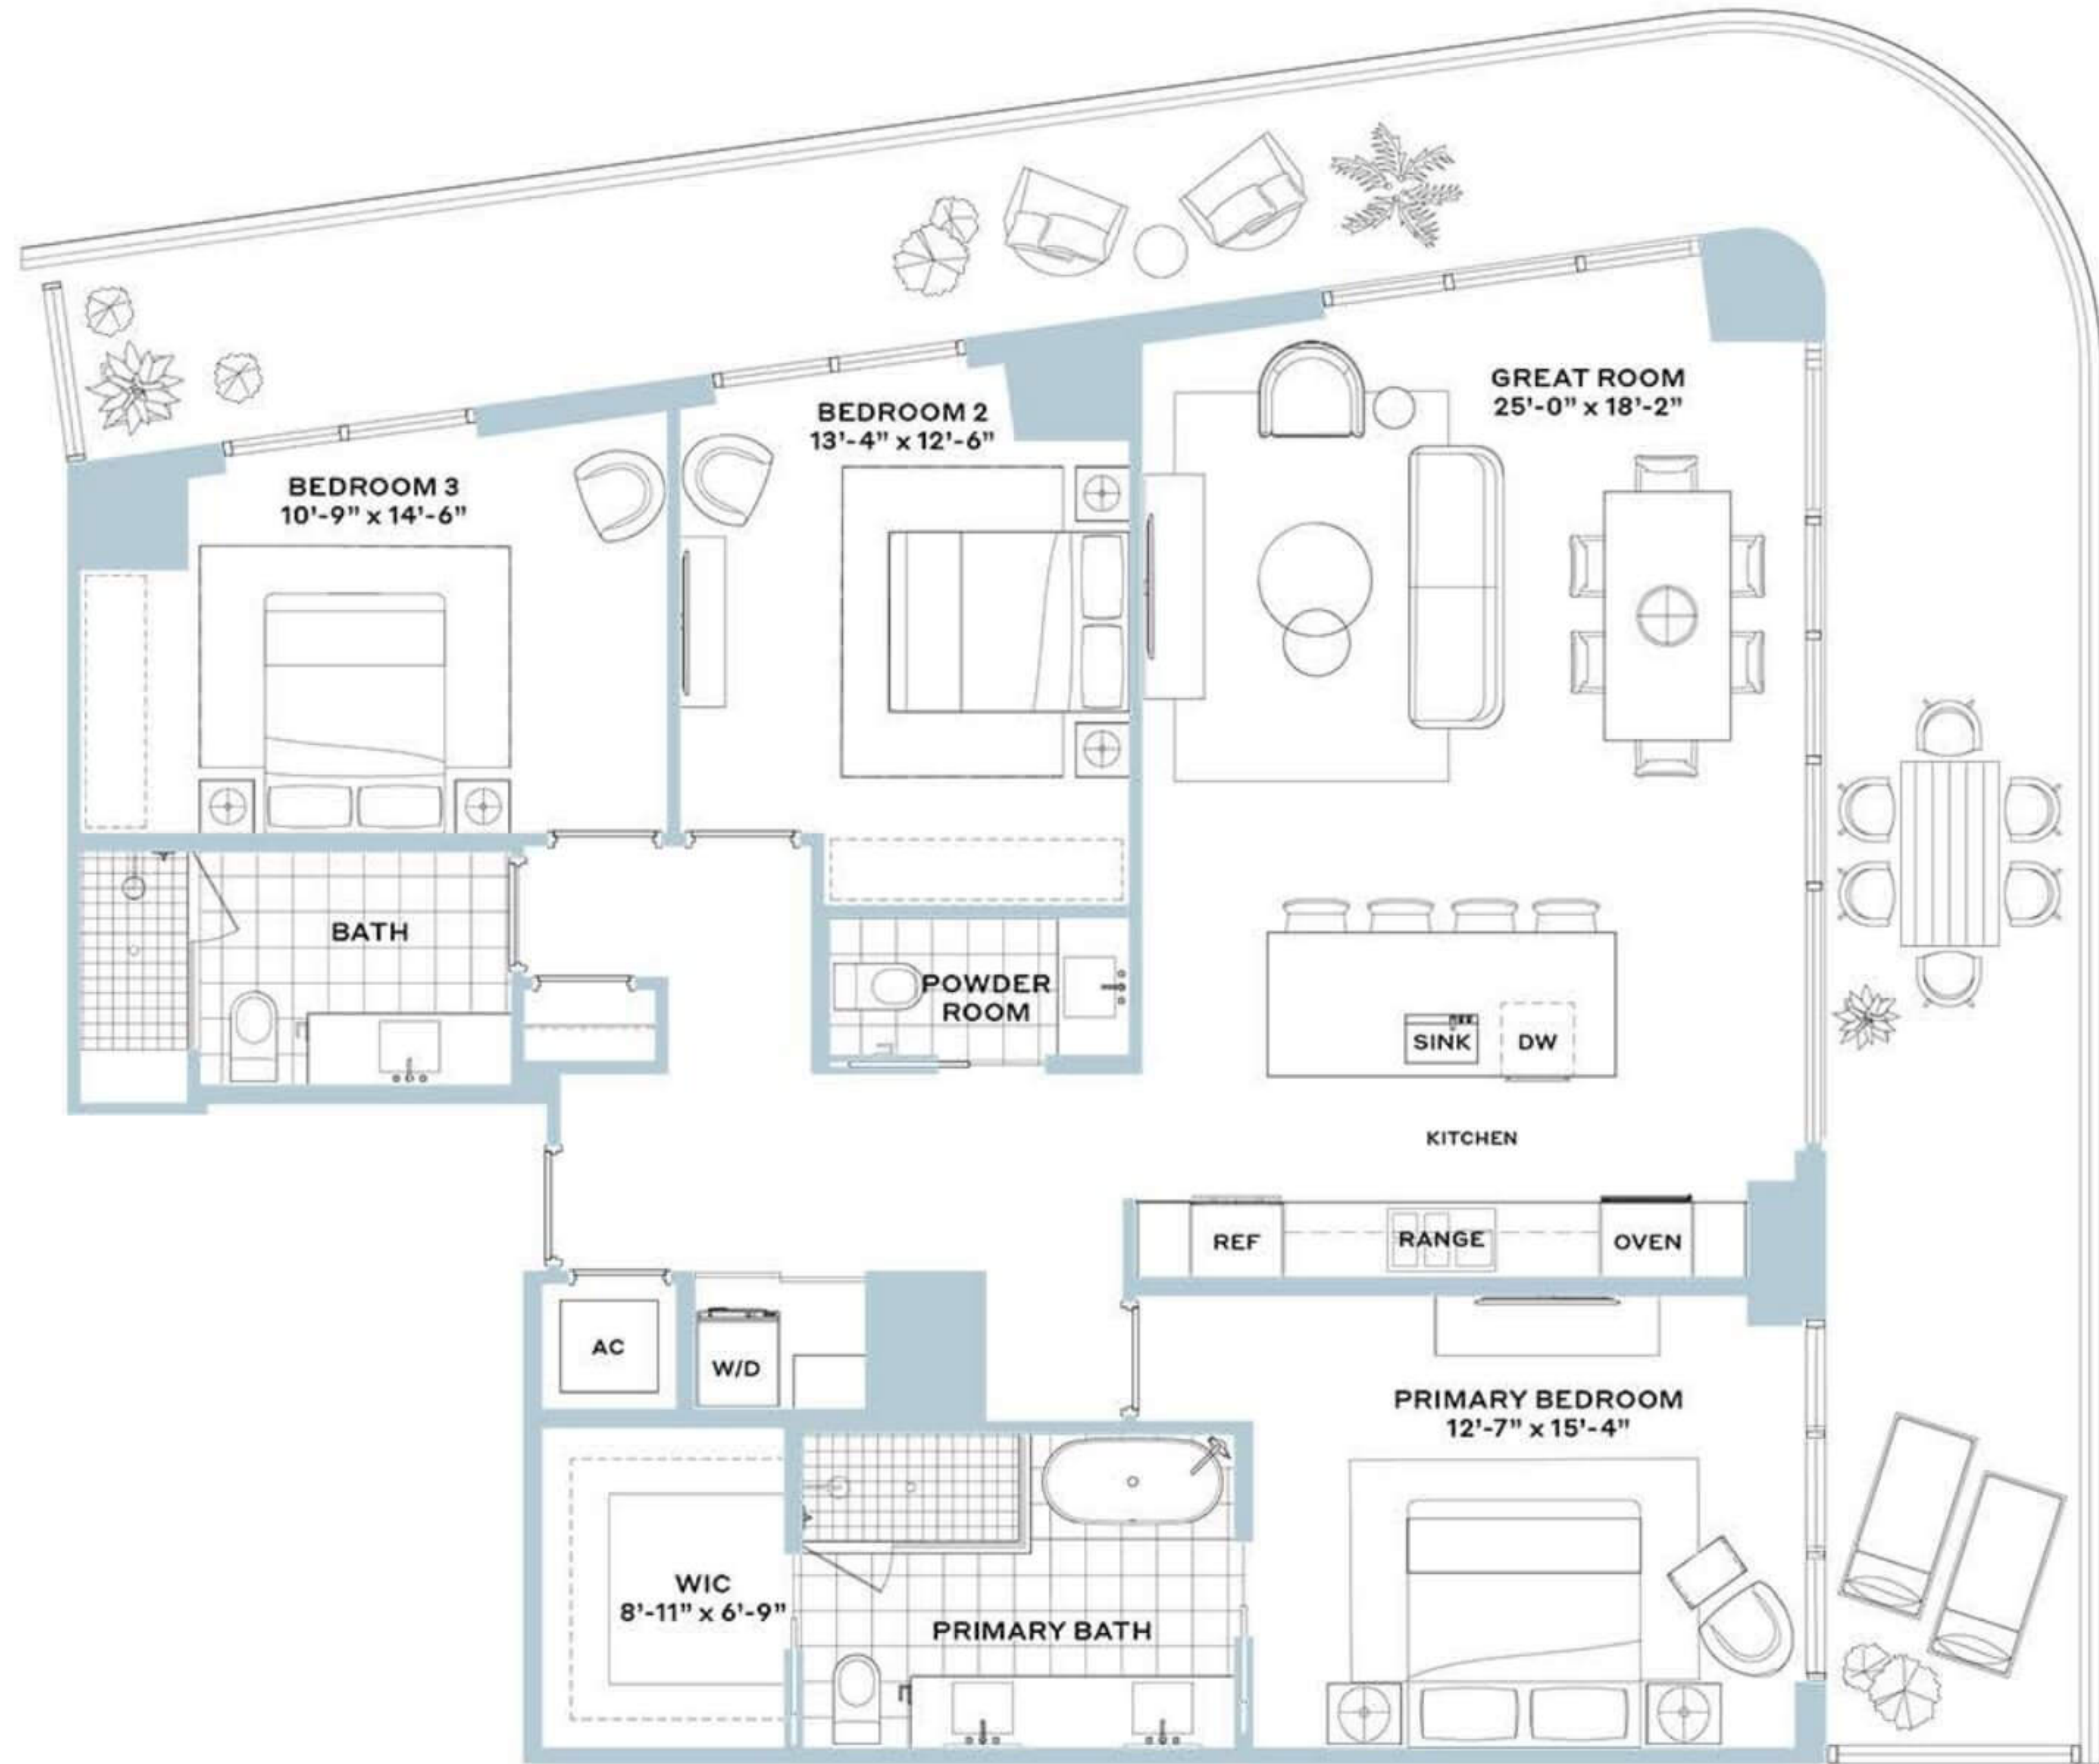 GREAT ROOM
25'-0" x 18'-2"
BEDROOM 2
13'-4" x 12'-6"
BEDROOM 3
10'-9" x 14'-6"
BATH
POWDER
ROOM
SINK
DW
KITCHEN
REF
RANGE
OVEN
AC
W/D
PRIMARY BEDROOM
12'-7" x 15'-4"
WIC
8'-11" x 6'-9"
PRIMARY BATH